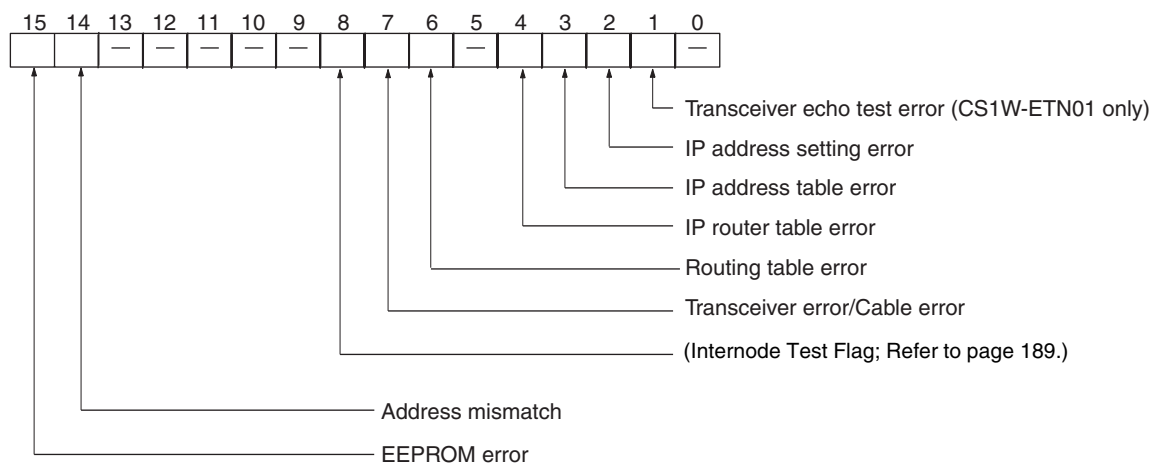 15 14 13 12 11 10 9 8 7 6 5 4 3 2 1 0
— — — — — — —
Transceiver echo test error (CS1W-ETN01 only)
IP address setting error
IP address table error
IP router table error
Routing table error
Transceiver error/Cable error
(Internode Test Flag; Refer to page 189.)
Address mismatch
EEPROM error